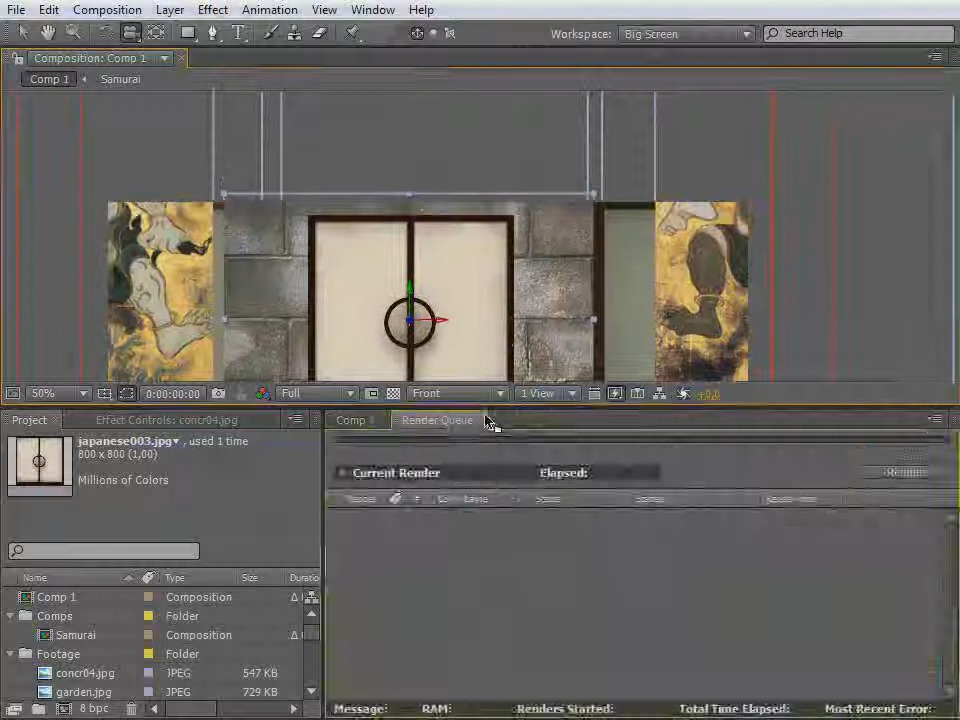 File Edit Composition Layer Effect Animation View Window Help
T Workspace: Big Screen Search Help
Composition: Comp 1
Comp 1 Samurai
50% 0:00:00:00 Full Front 1 View +0,0
Project Effect Controls: concr04.jpg Comp 1 Render Queue
japanese003.jpg , used 1 time
800 x 800 (1,00)
Millions of Colors
Current Render Elapsed: Render
Name Type Size Duratio
Comp 1 Composition
Comps Folder
Samurai Composition
Footage Folder
concr04.jpg JPEG 547 KB
garden.jpg JPEG 729 KB
8 bpc Message: RAM: Renders Started: Total Time Elapsed: Most Recent Error: